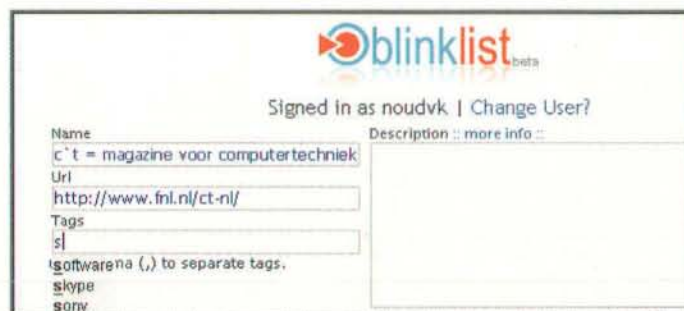 blinklist beta
Signed in as noudvk | Change User?
Name
c`t = magazine voor computertechniek
Url
http://www.fnl.nl/ct-nl/
Tags
s
software na (,) to separate tags.
skype
sony
Description :: more info ::